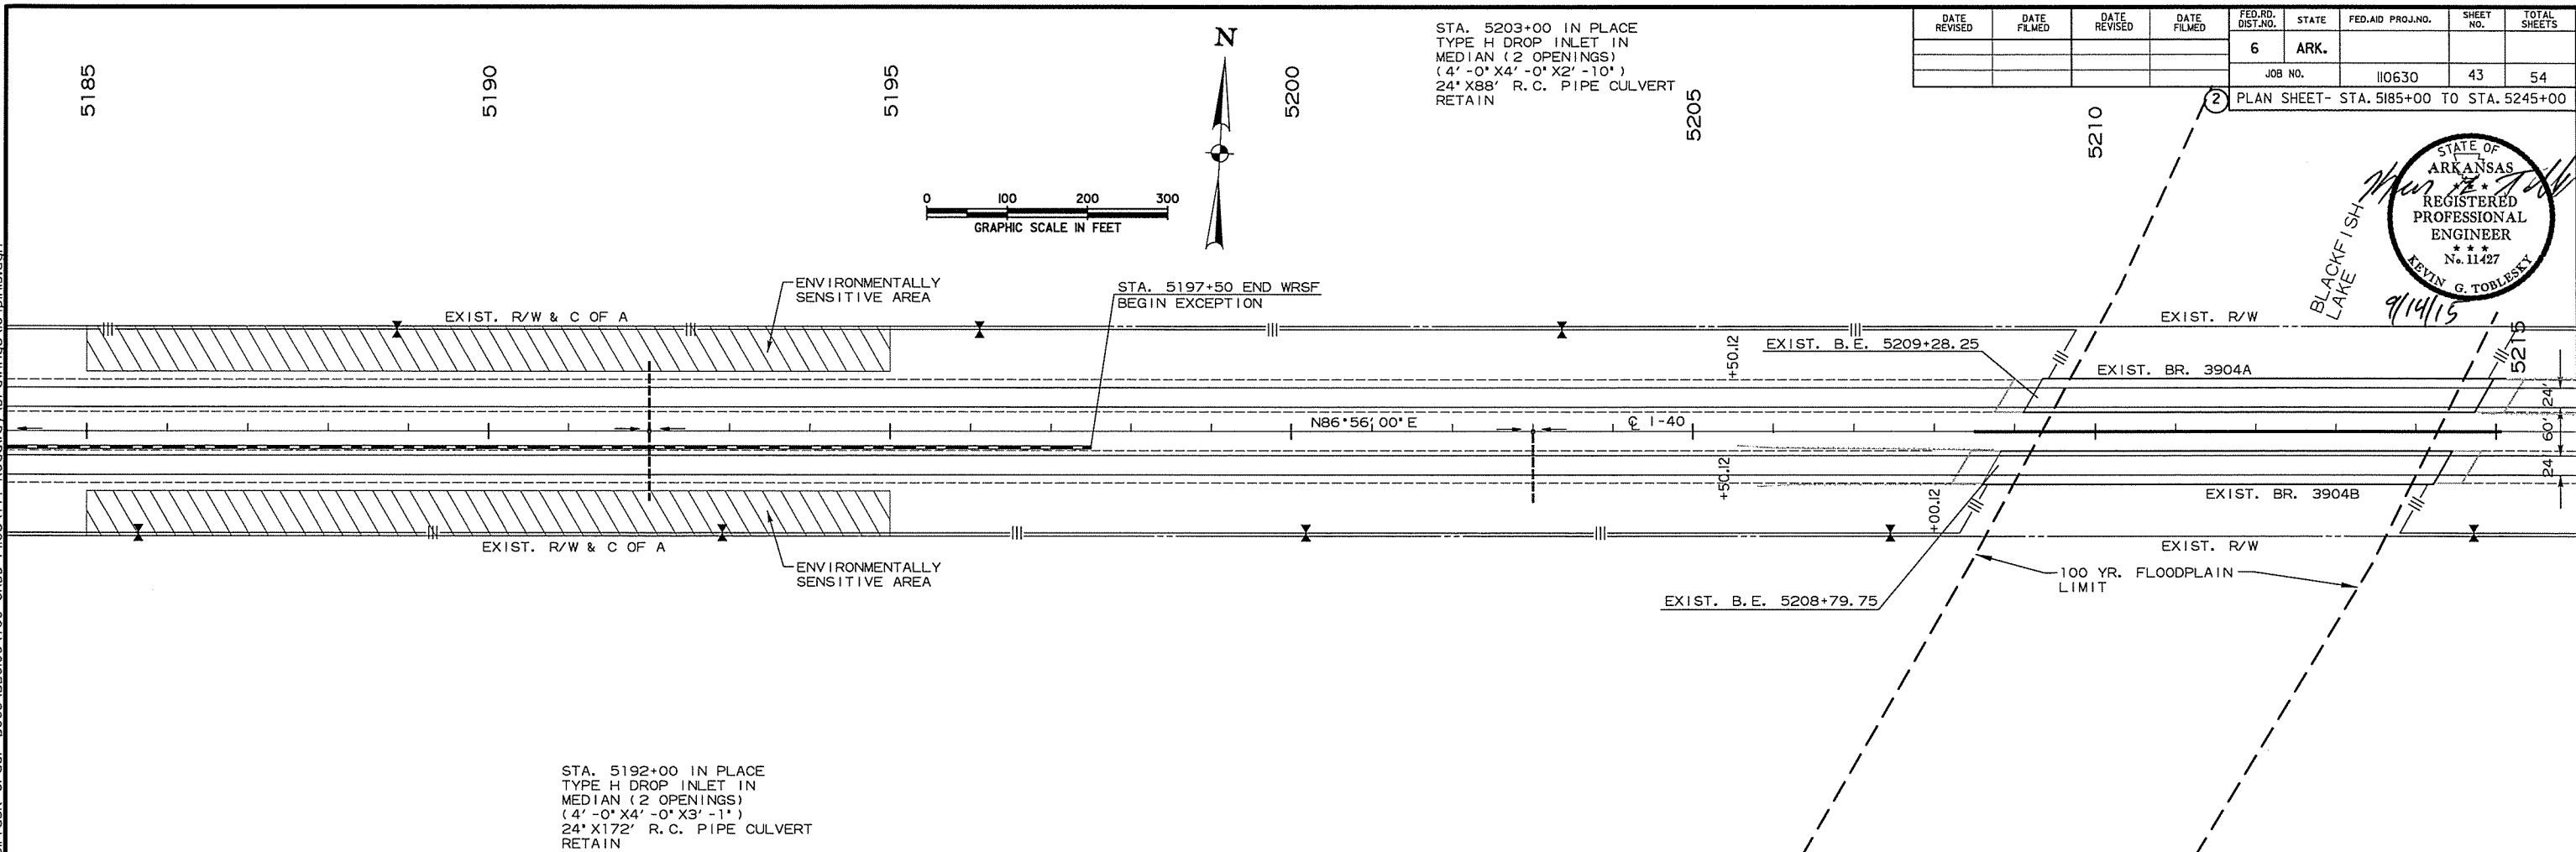 DATE REVISED
DATE FILMED
DATE REVISED
DATE FILMED
FED.RD. DIST.NO.
STATE
FED.AID PROJ.NO.
SHEET NO.
TOTAL SHEETS
6
ARK.
JOB NO.
110630
43
54
2
PLAN SHEET- STA. 5185+00 TO STA. 5245+00
STA. 5203+00 IN PLACE
TYPE H DROP INLET IN
MEDIAN (2 OPENINGS)
(4'-0"X4'-0"X2'-10")
24"X88' R.C. PIPE CULVERT
RETAIN
N
5185
5190
5195
5200
5205
5210
5215
0 100 200 300
GRAPHIC SCALE IN FEET
STATE OF
ARKANSAS
★ ★ ★
REGISTERED
PROFESSIONAL
ENGINEER
★ ★ ★
No. 11427
KEVIN G. TOBLESKY
9/14/15
BLACKFISH
LAKE
ENVIRONMENTALLY
SENSITIVE AREA
STA. 5197+50 END WRSF
BEGIN EXCEPTION
EXIST. R/W & C OF A
EXIST. R/W
+50.12
EXIST. B.E. 5209+28.25
EXIST. BR. 3904A
24'
60'
24'
N86°56'00"E
℄ I-40
+50.12
+00.12
EXIST. BR. 3904B
EXIST. R/W & C OF A
EXIST. R/W
ENVIRONMENTALLY
SENSITIVE AREA
100 YR. FLOODPLAIN
LIMIT
EXIST. B.E. 5208+79.75
STA. 5192+00 IN PLACE
TYPE H DROP INLET IN
MEDIAN (2 OPENINGS)
(4'-0"X4'-0"X3'-1")
24"X172' R.C. PIPE CULVERT
RETAIN